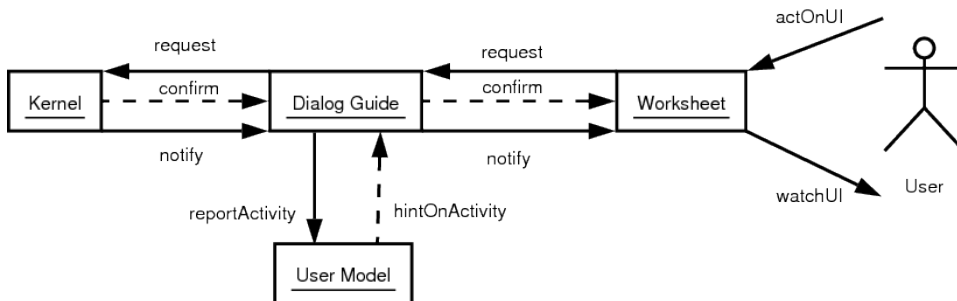 actOnUI
request
request
Kernel
confirm
Dialog Guide
confirm
Worksheet
notify
notify
User
watchUI
reportActivity
hintOnActivity
User Model